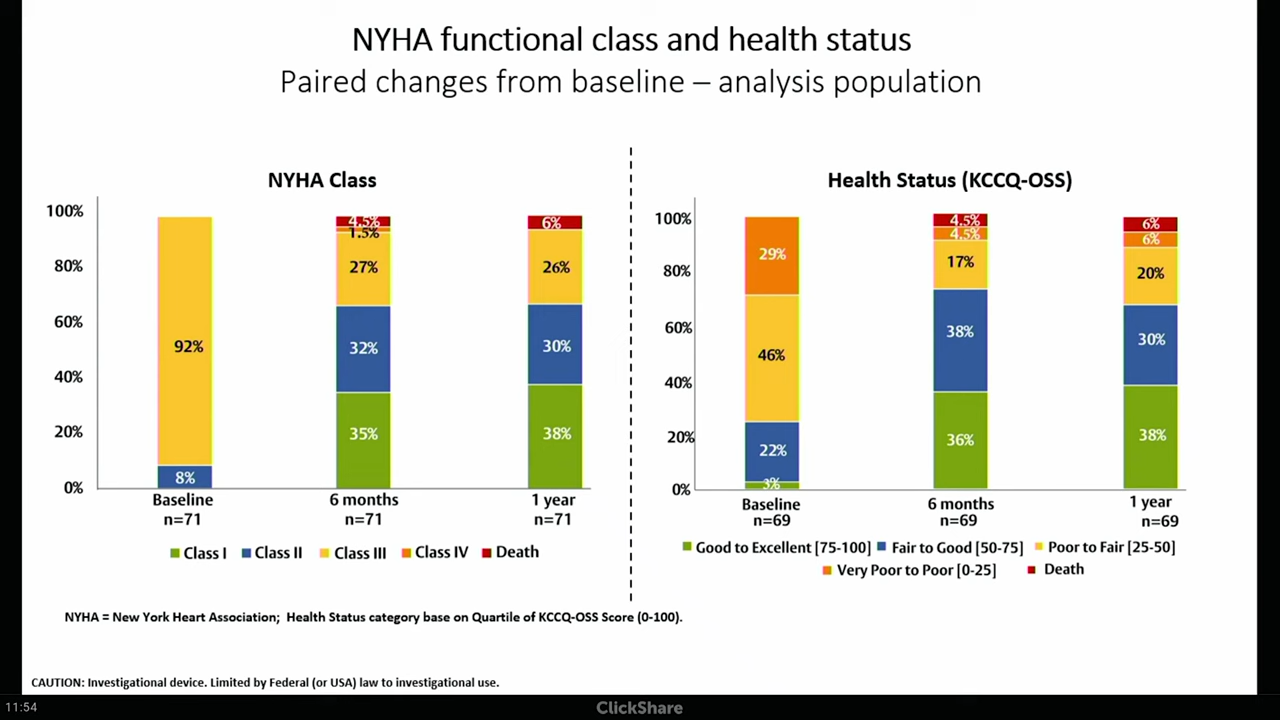 NYHA functional class and health status
Paired changes from baseline – analysis population
NYHA Class
100%
80%
60%
40%
20%
0%
92%
8%
4.5%
1.5%
27%
32%
35%
6%
26%
30%
38%
Baseline
n=71
6 months
n=71
1 year
n=71
Class I Class II Class III Class IV Death
Health Status (KCCQ-OSS)
100%
80%
60%
40%
20%
0%
29%
46%
22%
3%
4.5%
4.5%
17%
38%
36%
6%
6%
20%
30%
38%
Baseline
n=69
6 months
n=69
1 year
n=69
Good to Excellent [75-100] Fair to Good [50-75] Poor to Fair [25-50]
Very Poor to Poor [0-25] Death
NYHA = New York Heart Association; Health Status category base on Quartile of KCCQ-OSS Score (0-100).
CAUTION: Investigational device. Limited by Federal (or USA) law to investigational use.
11:54
ClickShare